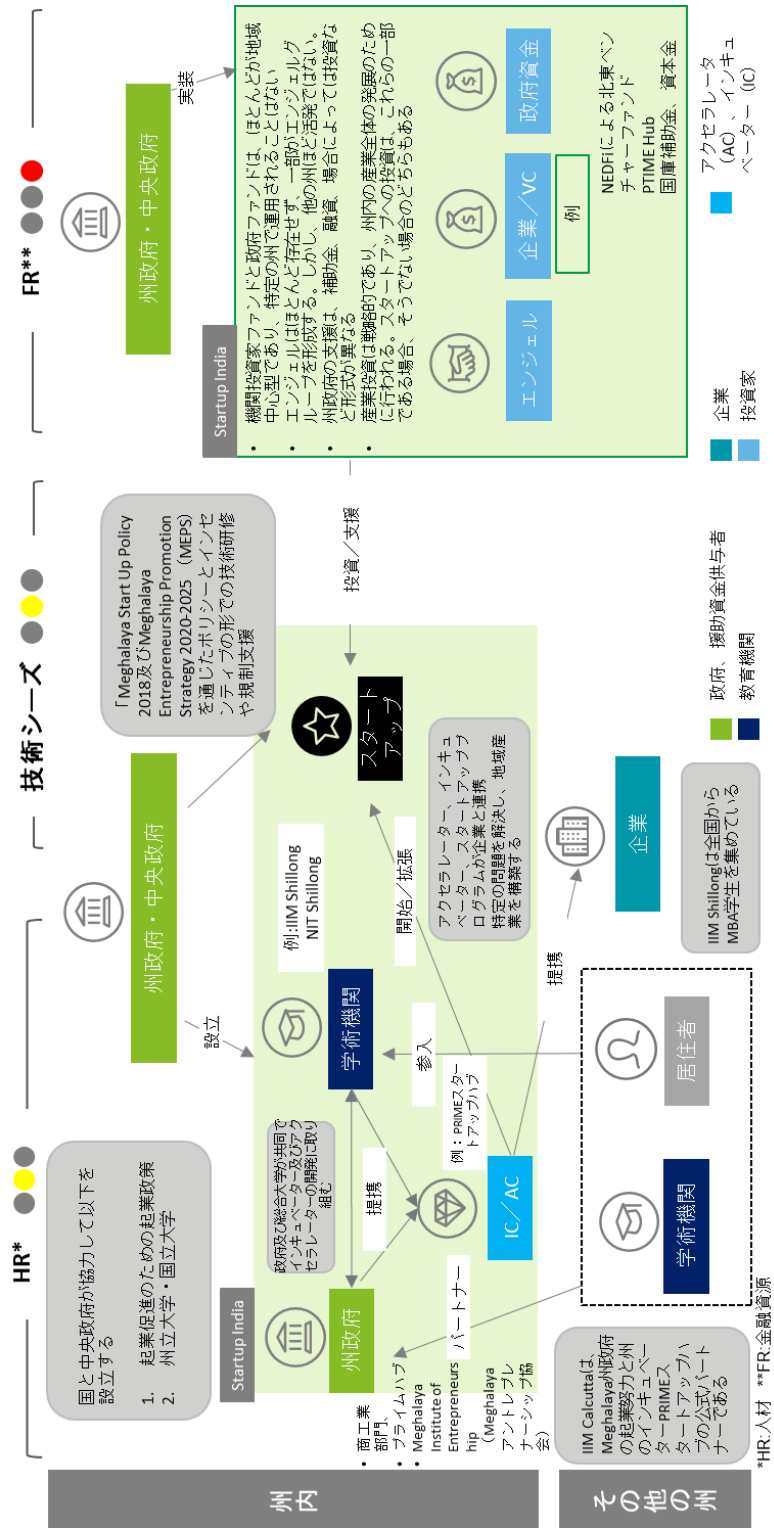 HR*
技術シーズ
FR**
国と中央政府が協力して以下を
設立する
1. 起業促進のための起業政策
2. 州立大学・国立大学
州政府・中央政府
設立
「Meghalaya Start Up Policy
2018及びMeghalaya
Entrepreneurship Promotion
Strategy 2020-2025 （MEPS）
を通じたポリシーとインセ
ンティブの形での技術研修
や規制支援
州政府・中央政府
実装
州内
Startup India
州政府
• 商工業
部門、
• プライムハブ
• Meghalaya
Institute of
Entrepreneurs
hip
（Meghalaya
アントレプレ
ナーシップ協
会）
政府及び総合大学が共同で
インキュベーター及びアク
セラレーターの開発に取り
組む
提携
学術機関
例:IIM Shillong
NIT Shillong
スタート
アップ
パートナー
IC／AC
例：PRIMEスター
トアップハブ
参入
開始／拡張
アクセラレーター、インキュ
ベーター、スタートアッププ
ログラムが企業と連携
特定の問題を解決し、地域産
業を構築する
投資／支援
Startup India
• 機関投資家ファンドと政府ファンドは、ほとんどが地域
中心型であり、特定の州で運用されることはない
• エンジェルはほとんど存在せず、一部がエンジェルグ
ループを形成する。しかし、他の州ほど活発ではない。
• 州政府の支援は、補助金、融資、場合によっては投資な
ど形式が異なる
• 産業投資は戦略的であり、州内の産業全体の発展のため
に行われる。スタートアップへの投資は、これらの一部
である場合、そうでない場合のどちらもある
エンジェル
企業／VC
政府資金
例
NEDFiによる北東ベン
チャーファンド
PTIME Hub
国庫補助金、資本金
その他の州
IIM Calcuttaは、
Meghalaya州政府
の起業努力と州
のインキュベー
ターPRIMEス
タートアップハ
ブの公式パート
ナーである
学術機関
居住者
提携
企業
IIM Shillongは全国から
MBA学生を集めている
政府、援助資金供与者
教育機関
企業
投資家
アクセラレータ
（AC）、インキュ
ベーター（IC）
*HR:人材 **FR:金融資源